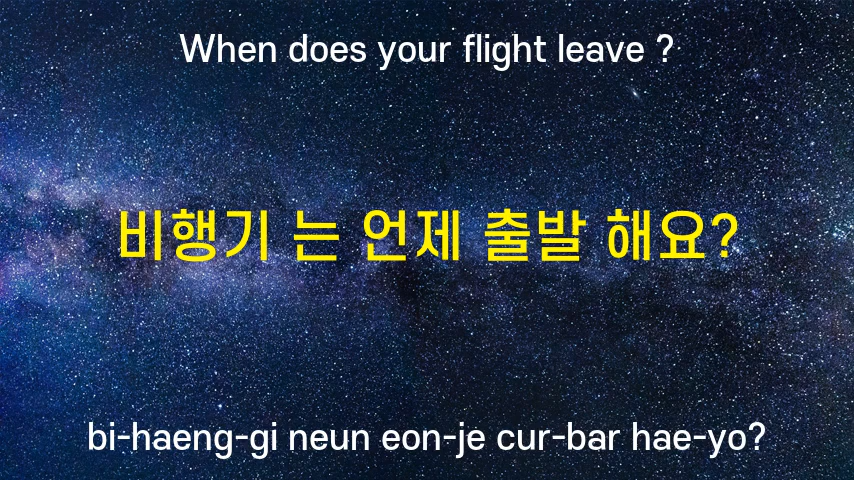 When does your flight leave ?
비행기 는 언제 출발 해요?
bi-haeng-gi neun eon-je cur-bar hae-yo?